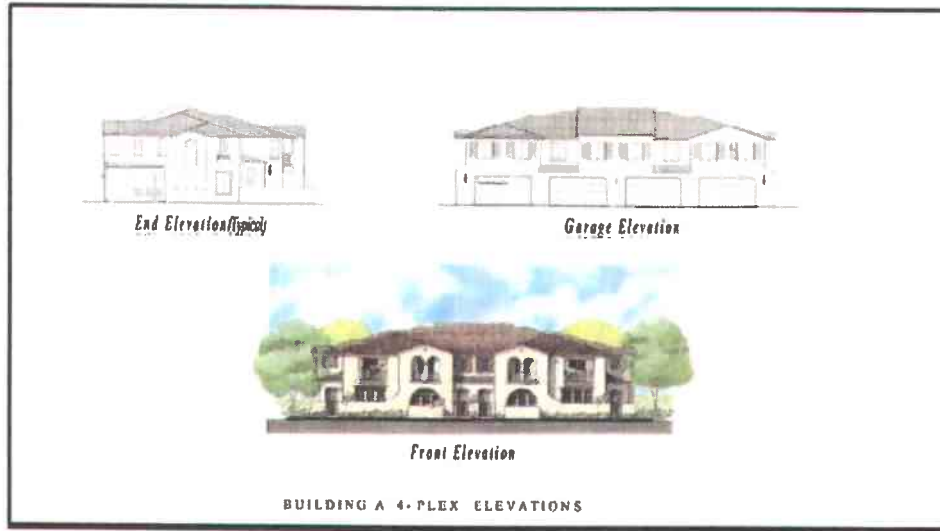 End Elevation(Typical)
Garage Elevation
Front Elevation
BUILDING A 4-PLEX ELEVATIONS